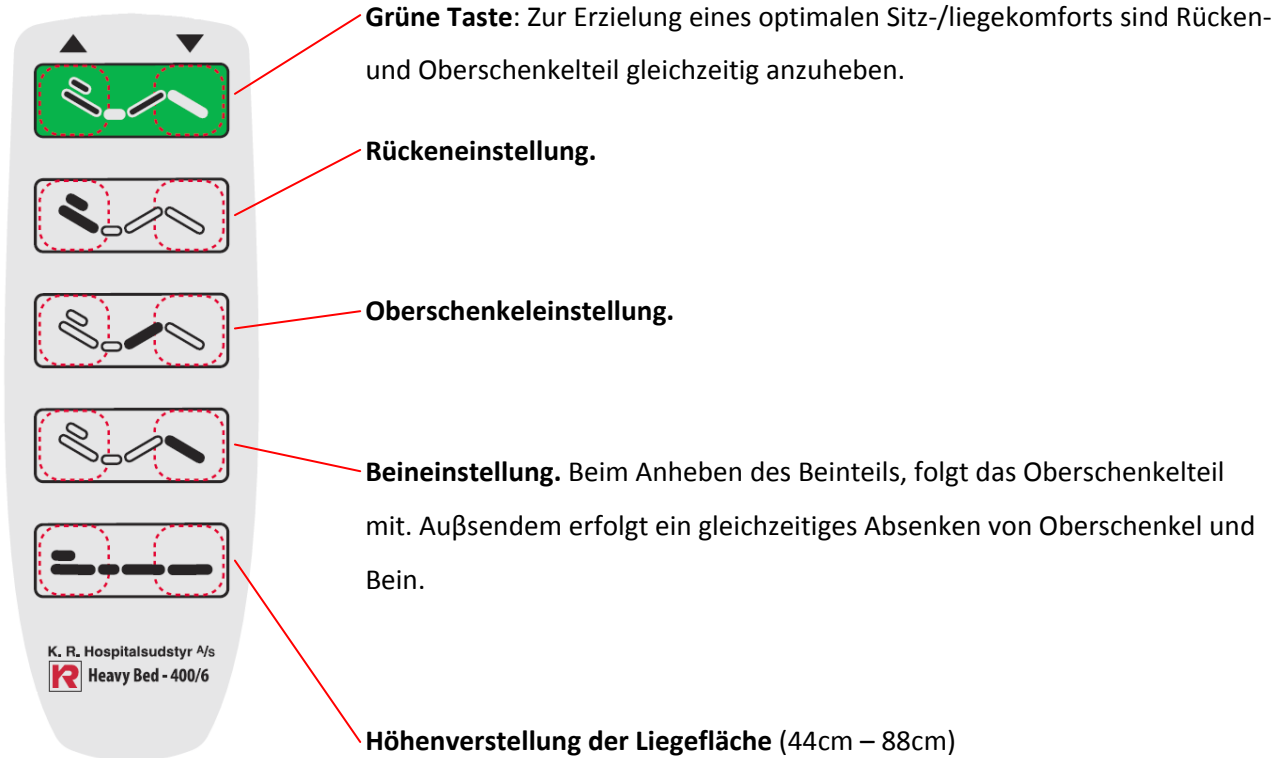 Grüne Taste: Zur Erzielung eines optimalen Sitz-/liegekomforts sind Rücken-
und Oberschenkelteil gleichzeitig anzuheben.
Rückeneinstellung.
Oberschenkeleinstellung.
Beineinstellung. Beim Anheben des Beinteils, folgt das Oberschenkelteil
mit. Auβsendem erfolgt ein gleichzeitiges Absenken von Oberschenkel und
Bein.
K. R. Hospitalsudstyr A/s
Heavy Bed - 400/6
Höhenverstellung der Liegefläche (44cm – 88cm)